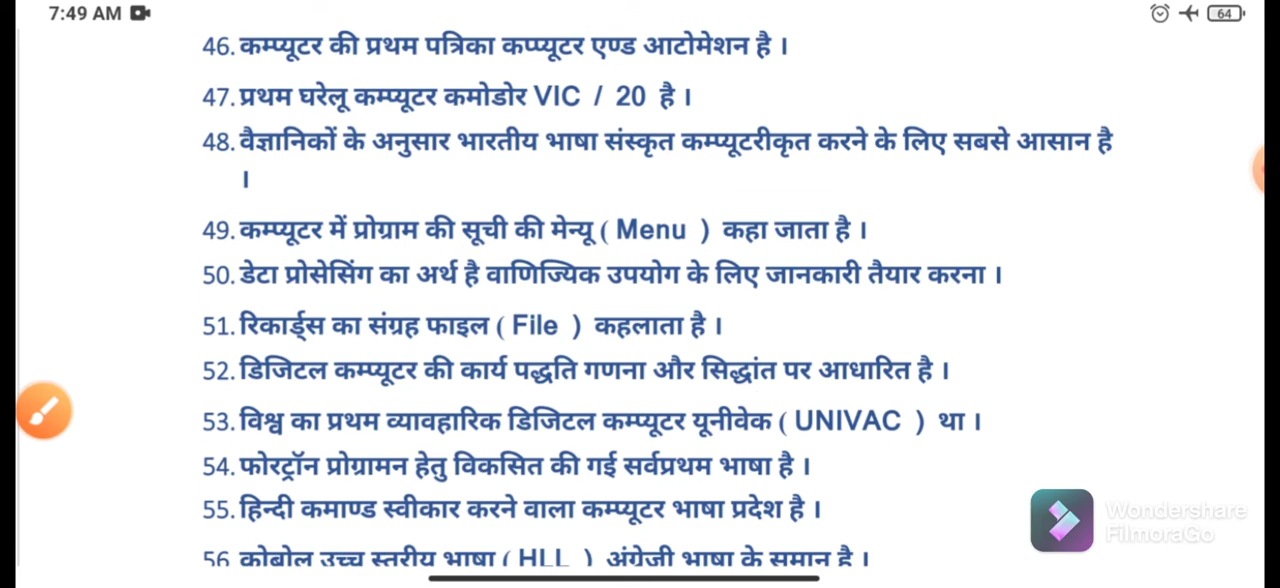 7:49 AM
64
46. कम्प्यूटर की प्रथम पत्रिका कप्प्यूटर एण्ड आटोमेशन है ।
47. प्रथम घरेलू कम्प्यूटर कमोडोर VIC / 20 है ।
48. वैज्ञानिकों के अनुसार भारतीय भाषा संस्कृत कम्प्यूटरीकृत करने के लिए सबसे आसान है
।
49. कम्प्यूटर में प्रोग्राम की सूची की मेन्यू ( Menu ) कहा जाता है ।
50. डेटा प्रोसेसिंग का अर्थ है वाणिज्यिक उपयोग के लिए जानकारी तैयार करना ।
51. रिकार्ड्स का संग्रह फाइल ( File ) कहलाता है ।
52. डिजिटल कम्प्यूटर की कार्य पद्धति गणना और सिद्धांत पर आधारित है ।
53. विश्व का प्रथम व्यावहारिक डिजिटल कम्प्यूटर यूनीवेक ( UNIVAC ) था ।
54. फोरट्रॉन प्रोग्रामन हेतु विकसित की गई सर्वप्रथम भाषा है ।
55. हिन्दी कमाण्ड स्वीकार करने वाला कम्प्यूटर भाषा प्रदेश है ।
Wondershare
FilmoraGo
56 कोबोल उच्च स्तरीय भाषा ( HLL ) अंग्रेजी भाषा के समान है ।